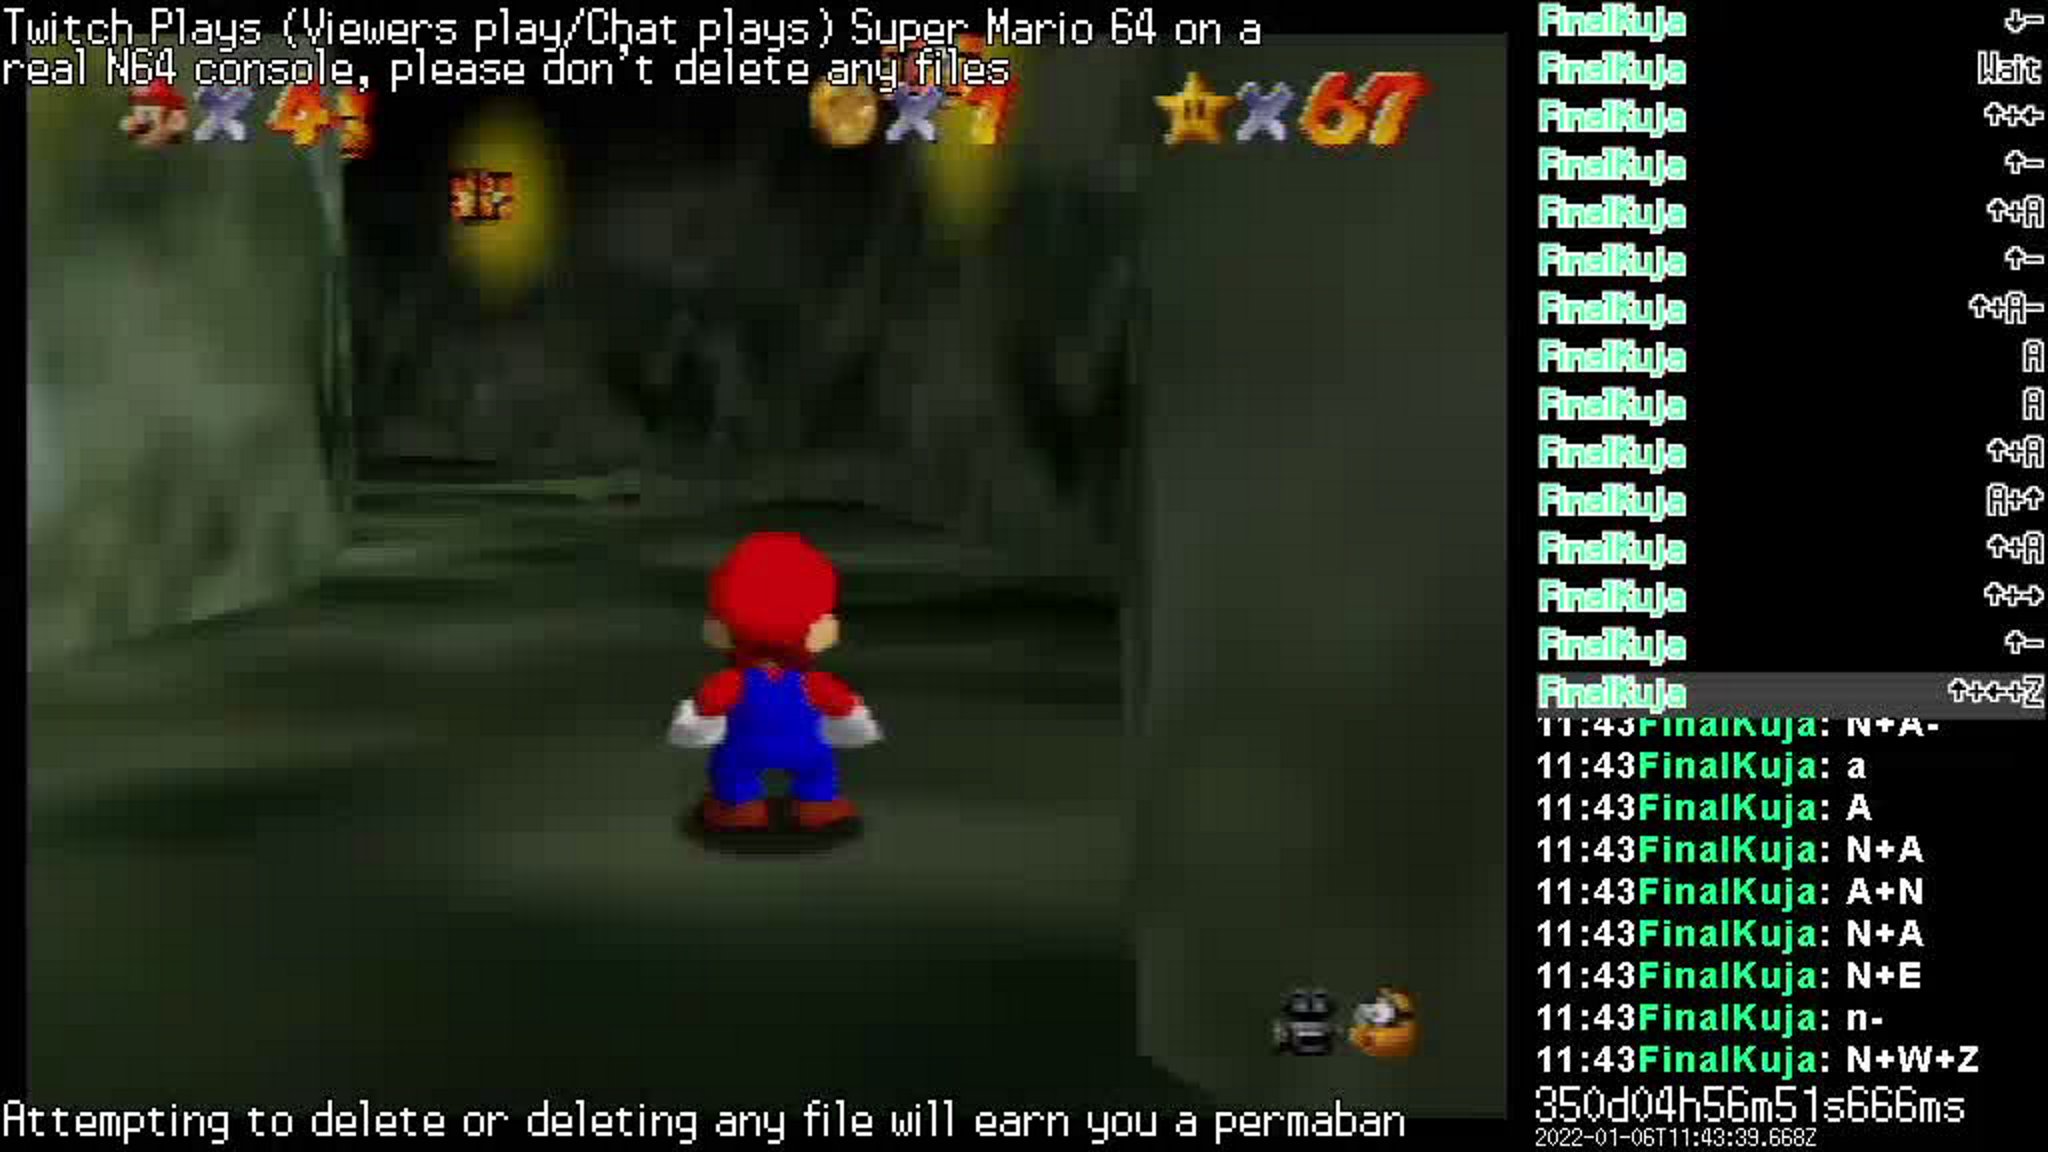 Twitch Plays (Viewers play/Chat plays) Super Mario 64 on a
real N64 console, please don't delete any files
67
FinalKuja ↓-
FinalKuja Wait
FinalKuja ↑+←
FinalKuja ↑-
FinalKuja ↑+A
FinalKuja ↑-
FinalKuja ↑+A-
FinalKuja A
FinalKuja A
FinalKuja ↑+A
FinalKuja A+↑
FinalKuja ↑+A
FinalKuja ↑+→
FinalKuja ↑-
FinalKuja ↑+←+Z
11:43FinalKuja: N+A-
11:43FinalKuja: a
11:43FinalKuja: A
11:43FinalKuja: N+A
11:43FinalKuja: A+N
11:43FinalKuja: N+A
11:43FinalKuja: N+E
11:43FinalKuja: n-
11:43FinalKuja: N+W+Z
350d04h56m51s666ms
2022-01-06T11:43:39.668Z
Attempting to delete or deleting any file will earn you a permaban